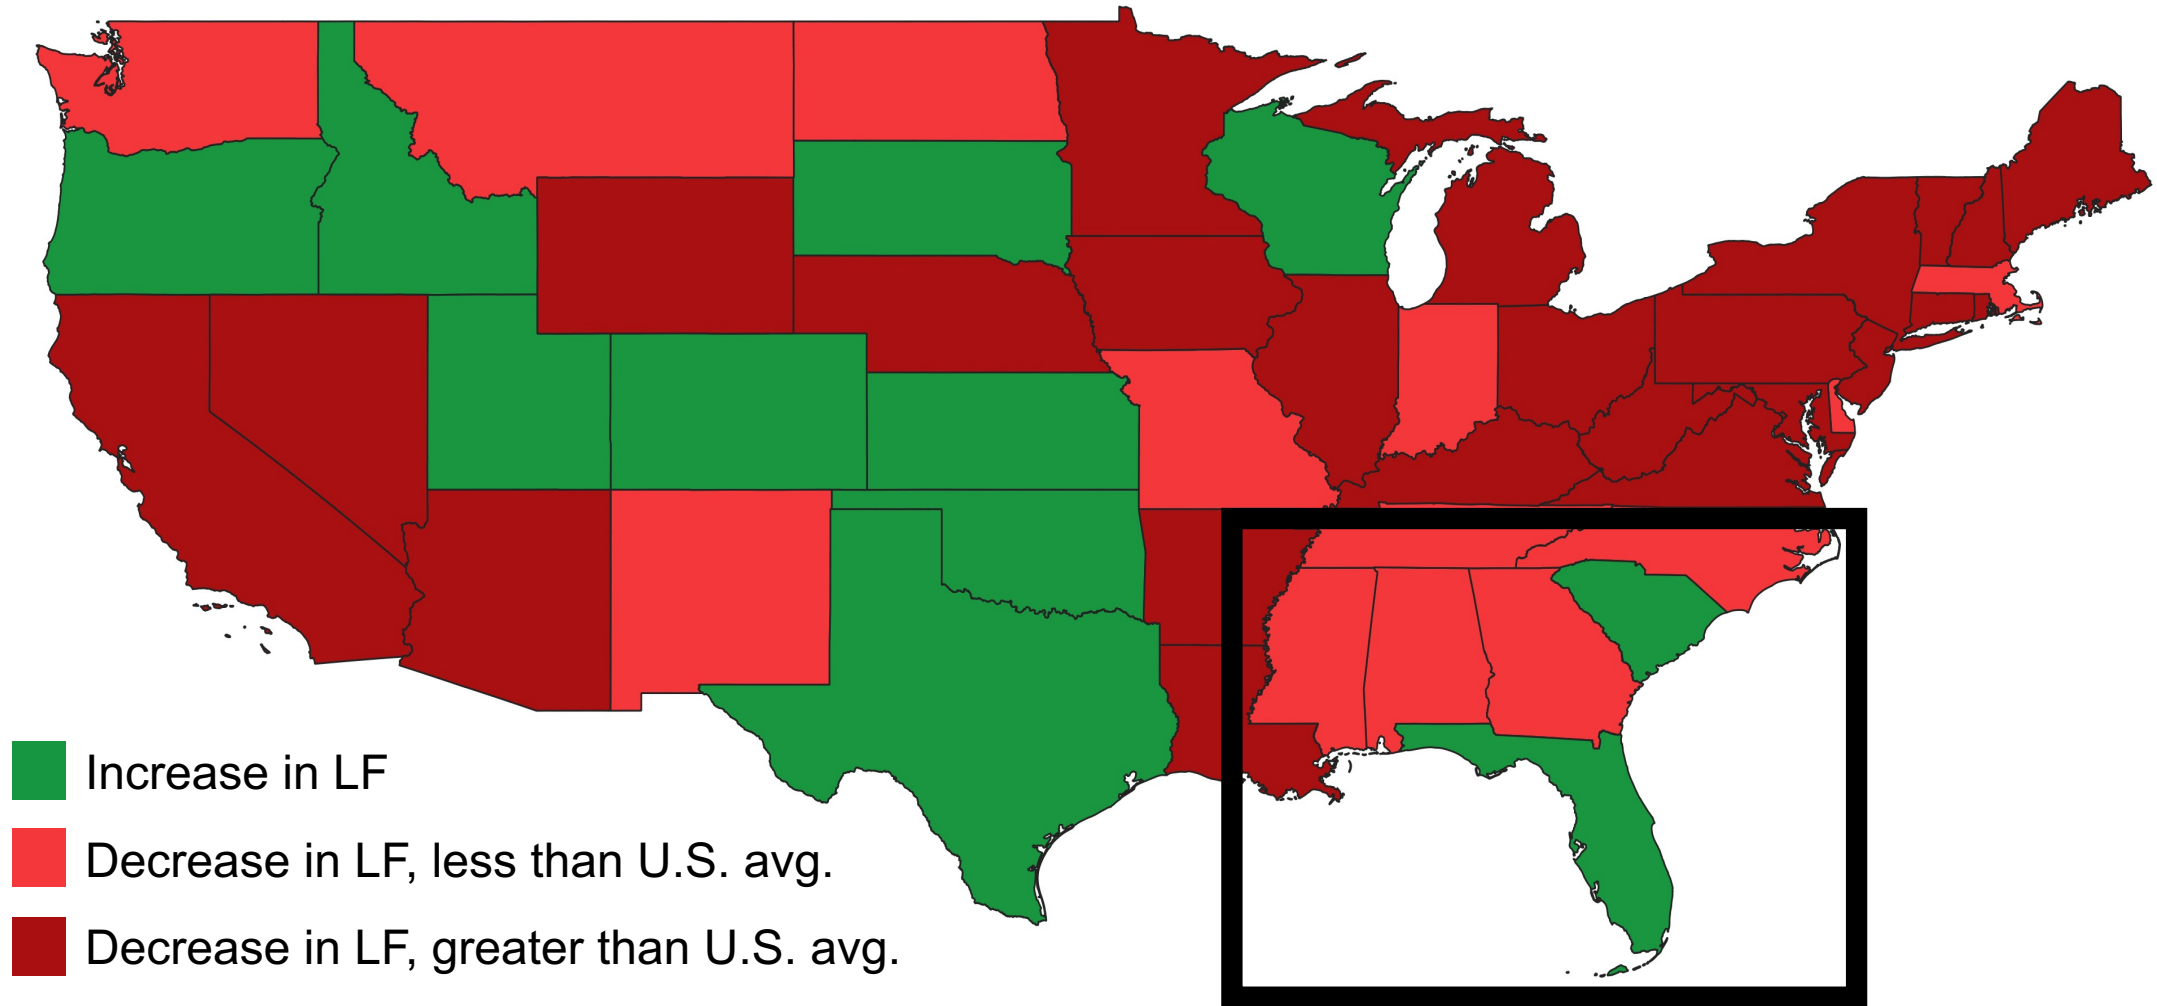 Increase in LF
Decrease in LF, less than U.S. avg.
Decrease in LF, greater than U.S. avg.